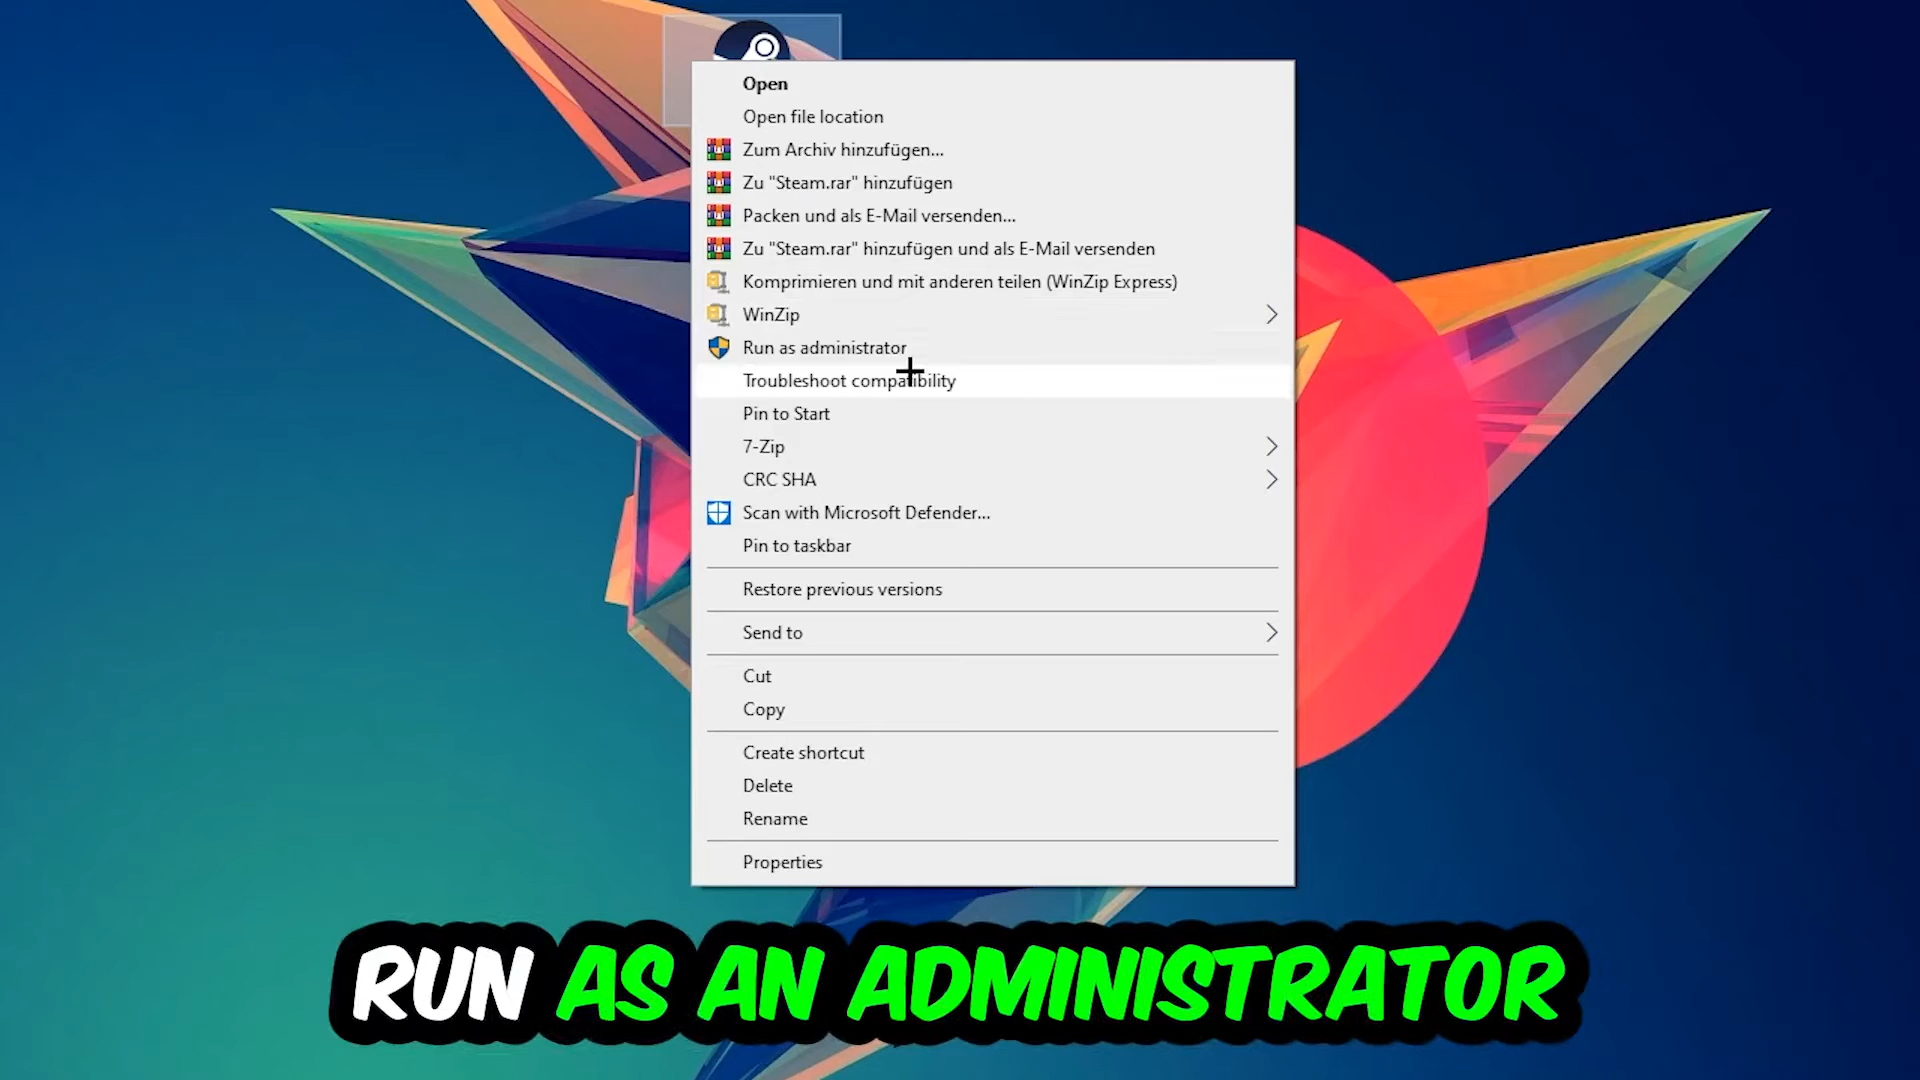 Open
Open file location
Zum Archiv hinzufügen...
Zu "Steam.rar" hinzufügen
Packen und als E-Mail versenden...
Zu "Steam.rar" hinzufügen und als E-Mail versenden
Komprimieren und mit anderen teilen (WinZip Express)
WinZip
Run as administrator
Troubleshoot compatibility
Pin to Start
7-Zip
CRC SHA
Scan with Microsoft Defender...
Pin to taskbar
Restore previous versions
Send to
Cut
Copy
Create shortcut
Delete
Rename
Properties
RUN AS AN ADMINISTRATOR